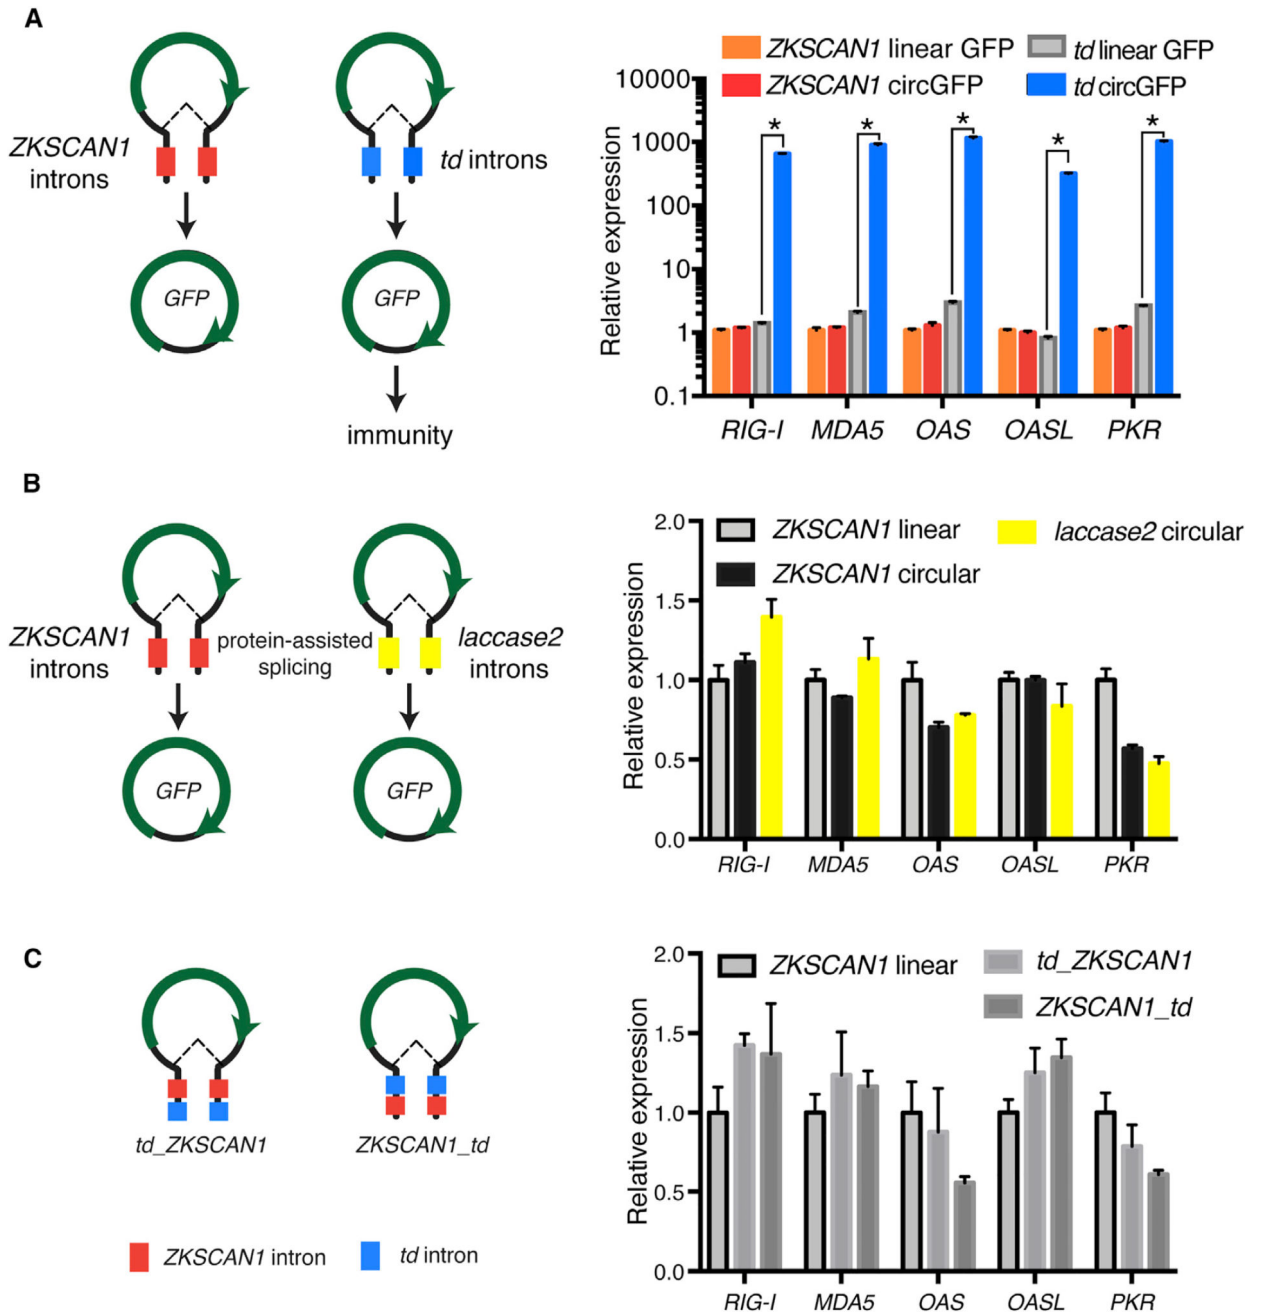 A
ZKSCAN1
introns
td introns
GFP
GFP
immunity
ZKSCAN1 linear GFP
td linear GFP
ZKSCAN1 circGFP
td circGFP
Relative expression
10000
1000
100
10
1
0.1
*
*
*
*
*
RIG-I
MDA5
OAS
OASL
PKR
B
ZKSCAN1
introns
protein-assisted
splicing
laccase2
introns
GFP
GFP
ZKSCAN1 linear
laccase2 circular
ZKSCAN1 circular
Relative expression
2.0
1.5
1.0
0.5
0.0
RIG-I
MDA5
OAS
OASL
PKR
C
td_ZKSCAN1
ZKSCAN1_td
ZKSCAN1 intron
td intron
ZKSCAN1 linear
td_ZKSCAN1
ZKSCAN1_td
Relative expression
2.0
1.5
1.0
0.5
0.0
RIG-I
MDA5
OAS
OASL
PKR